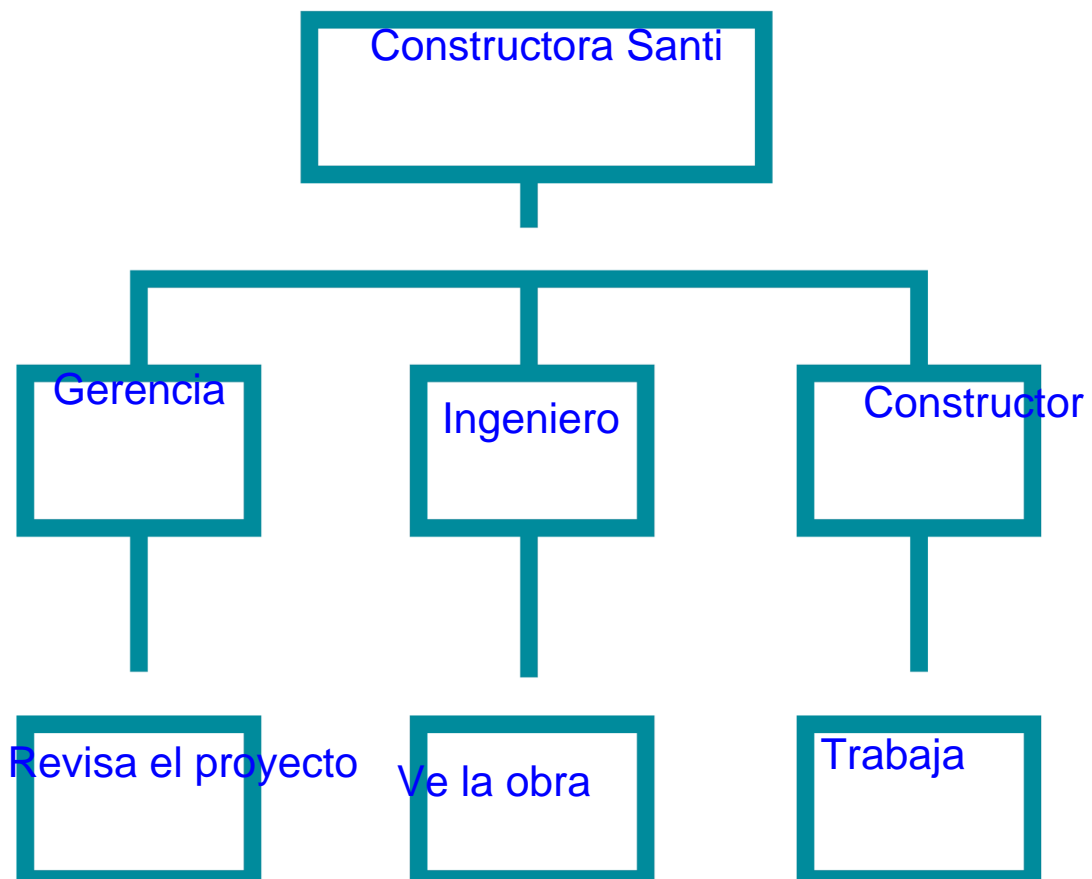 Constructora Santi
Gerencia
Ingeniero
Constructor
Revisa el proyecto
Ve la obra
Trabaja